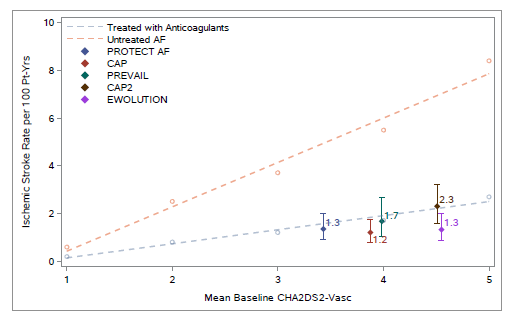 10
8
6
4
2
0
Ischemic Stroke Rate per 100 Pt-Yrs
Treated with Anticoagulants
Untreated AF
PROTECT AF
CAP
PREVAIL
CAP2
EWOLUTION
1.3
1.2
1.7
2.3
1.3
1 2 3 4 5
Mean Baseline CHA2DS2-Vasc